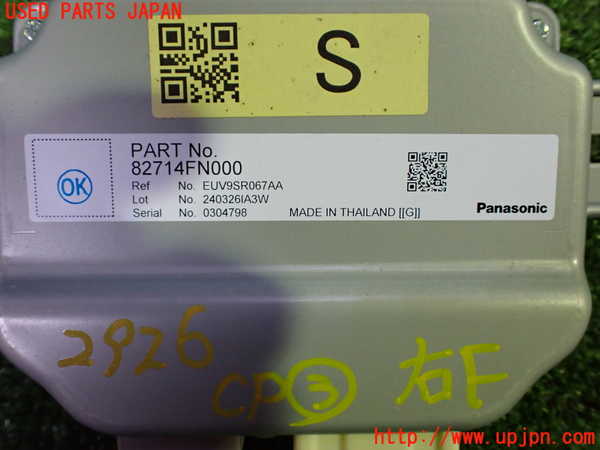 USED PARTS JAPAN
S
PART No.
82714FN000
OK
Ref No. EUV9SR067AA
Lot No. 240326IA3W
Serial No. 0304798 MADE IN THAILAND [[G]]
Panasonic
2926
CP③
右F
http://www.upjpn.com/